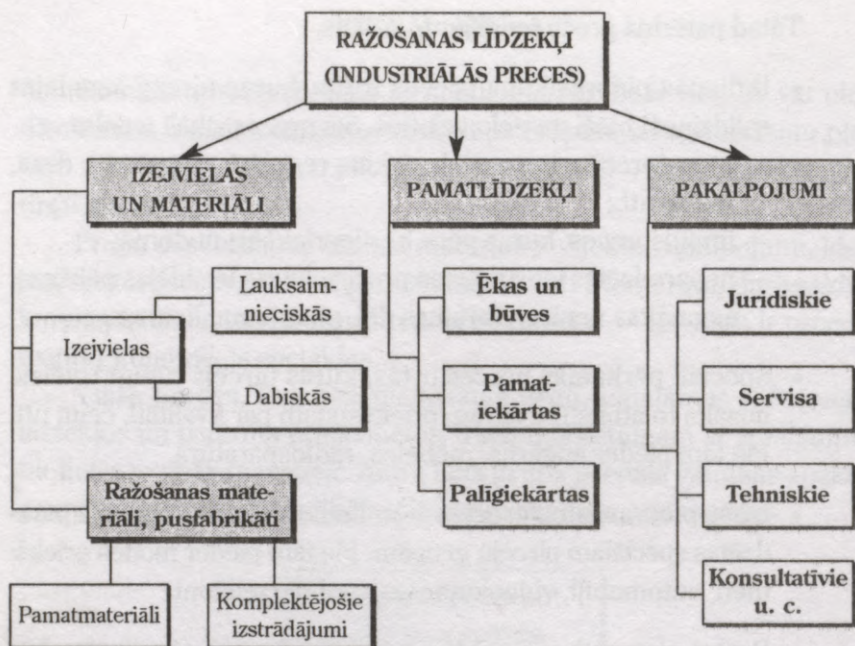 RAŽOŠANAS LĪDZEKĻI
(INDUSTRIĀLĀS PRECES)
IZEJVIELAS
UN MATERIĀLI
PAMATLĪDZEKĻI
PAKALPOJUMI
Izejvielas
Lauksaim-
nieciskās
Dabiskās
Ražošanas mate-
riāli, pusfabrikāti
Pamatmateriāli
Komplektējošie
izstrādājumi
Ēkas un
būves
Pamat-
iekārtas
Palīgiekārtas
Juridiskie
Servisa
Tehniskie
Konsultatīvie
u. c.